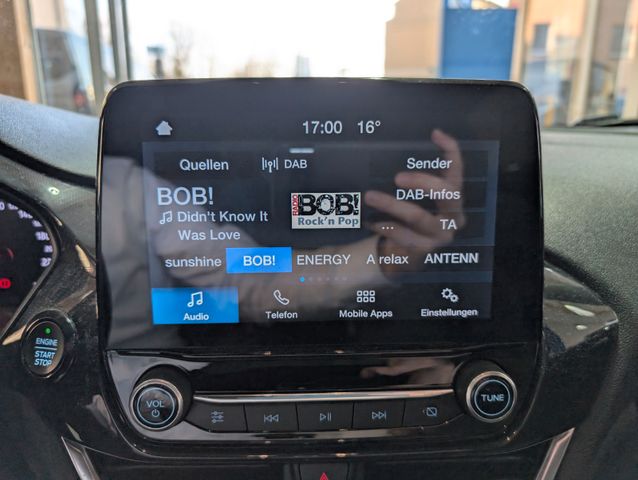 17:00 16°
Quellen DAB Sender
BOB!
Didn't Know It
Was Love
RADIO BOB!
Rock'n Pop
DAB-Infos
... TA
sunshine BOB! ENERGY A relax ANTENN
Audio Telefon Mobile Apps Einstellungen
ENGINE
START
STOP
VOL
TUNE